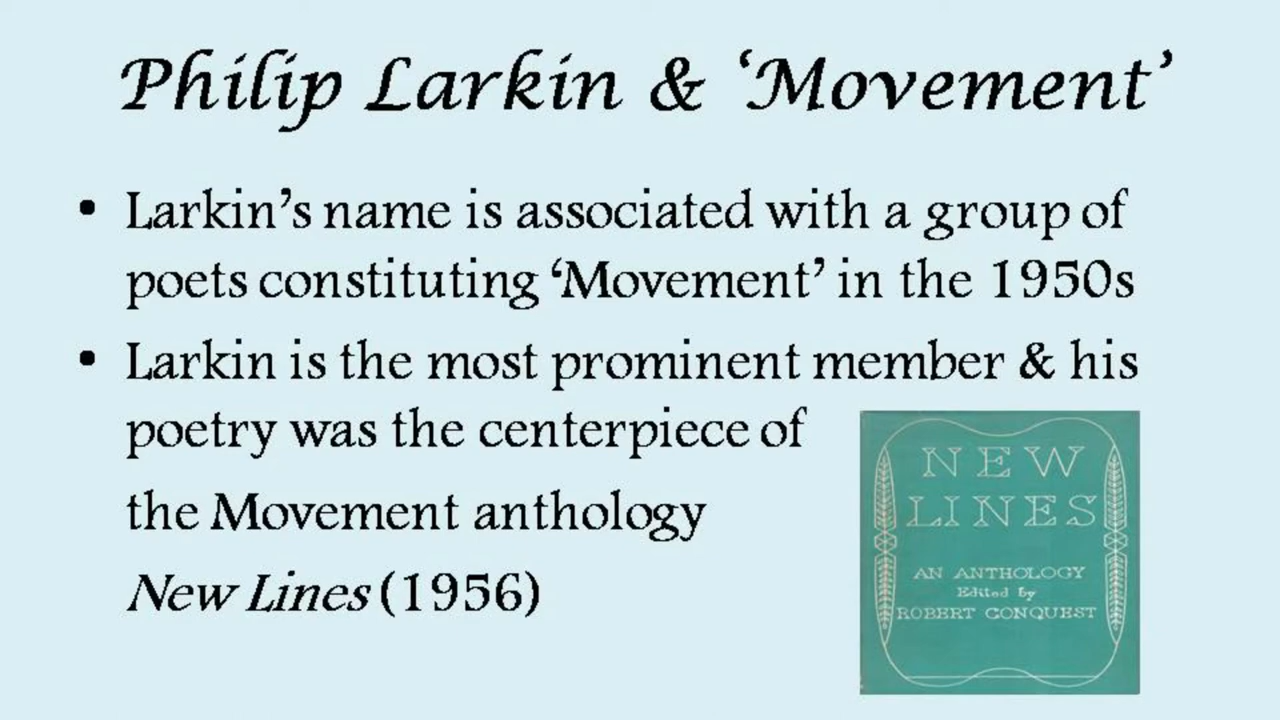 Philip Larkin & ‘Movement’
• Larkin’s name is associated with a group of
poets constituting ‘Movement’ in the 1950s
• Larkin is the most prominent member & his
poetry was the centerpiece of
the Movement anthology
New Lines (1956)
NEW
LINES
AN ANTHOLOGY
Edited by
ROBERT CONQUEST